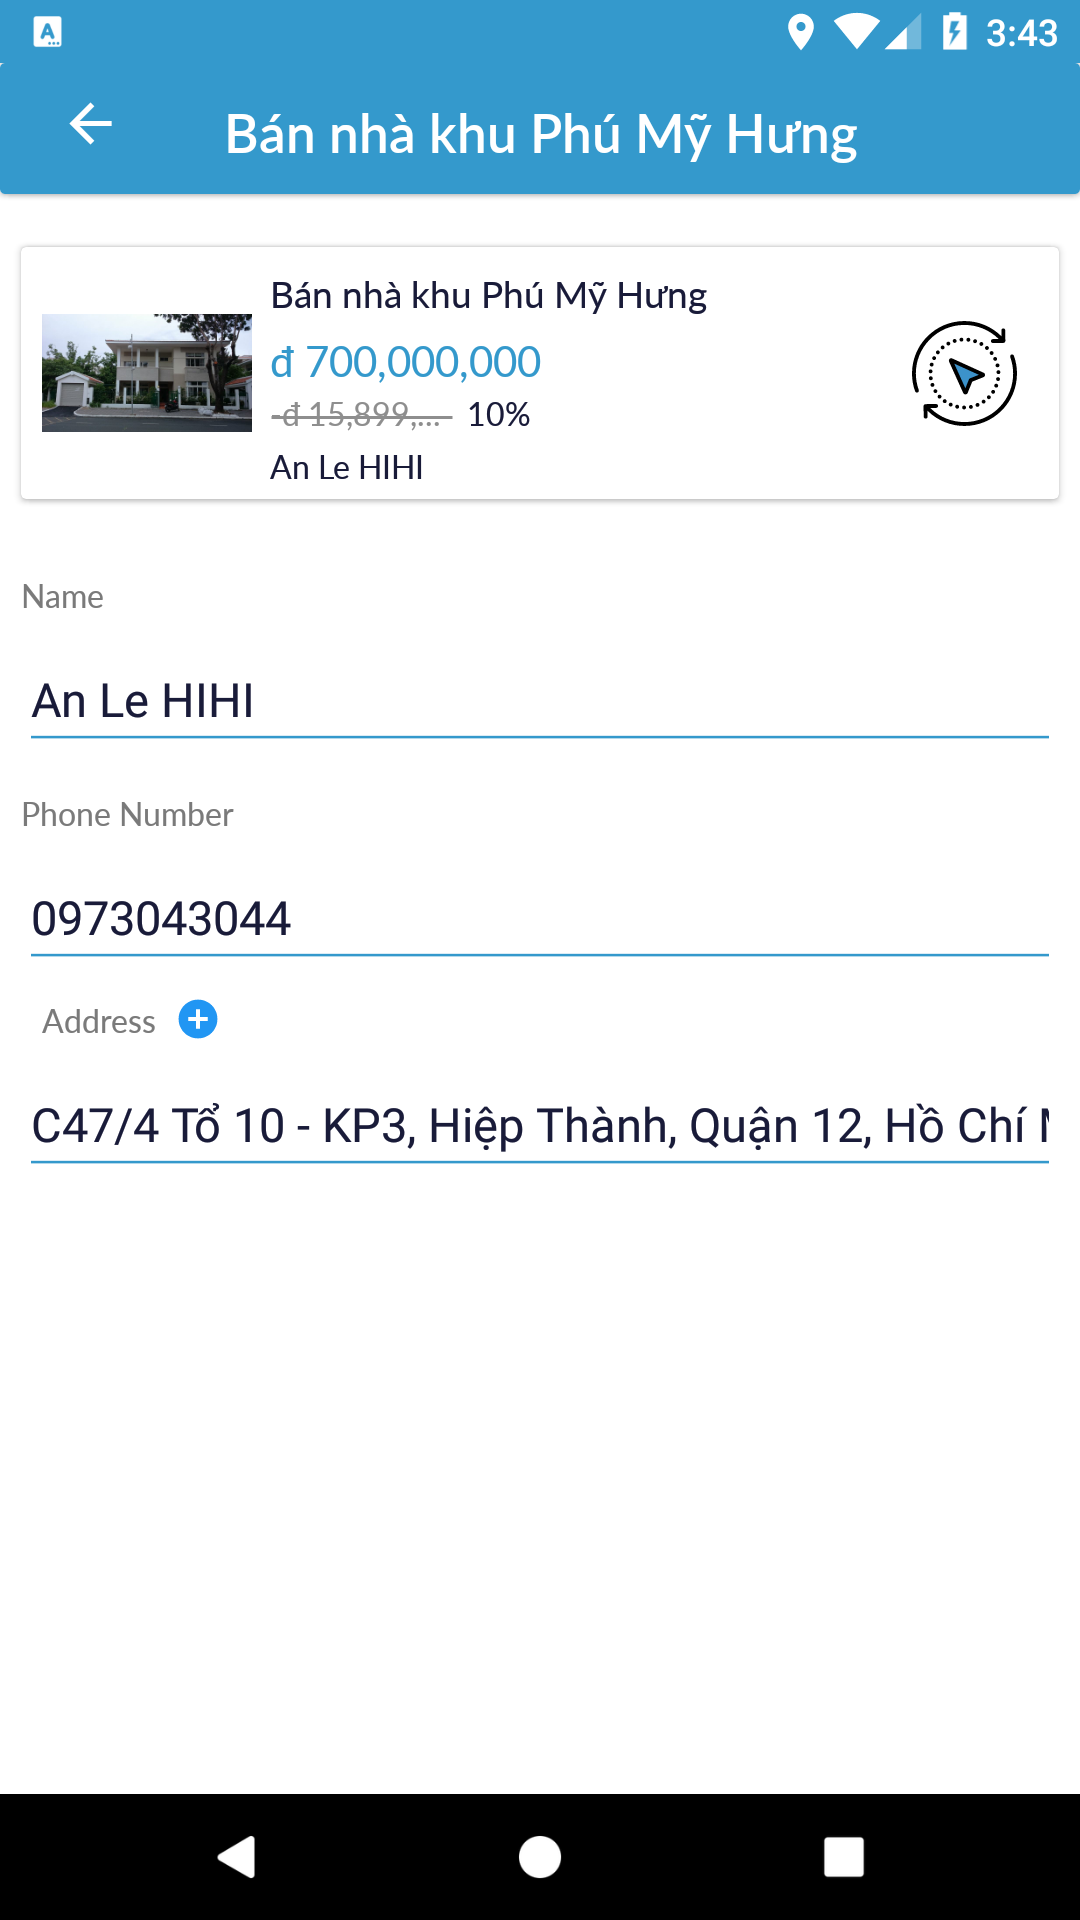 3:43
Bán nhà khu Phú Mỹ Hưng
Bán nhà khu Phú Mỹ Hưng
đ 700,000,000
đ 15,899,... 10%
An Le HIHI
Name
An Le HIHI
Phone Number
0973043044
Address
C47/4 Tổ 10 - KP3, Hiệp Thành, Quận 12, Hồ Chí